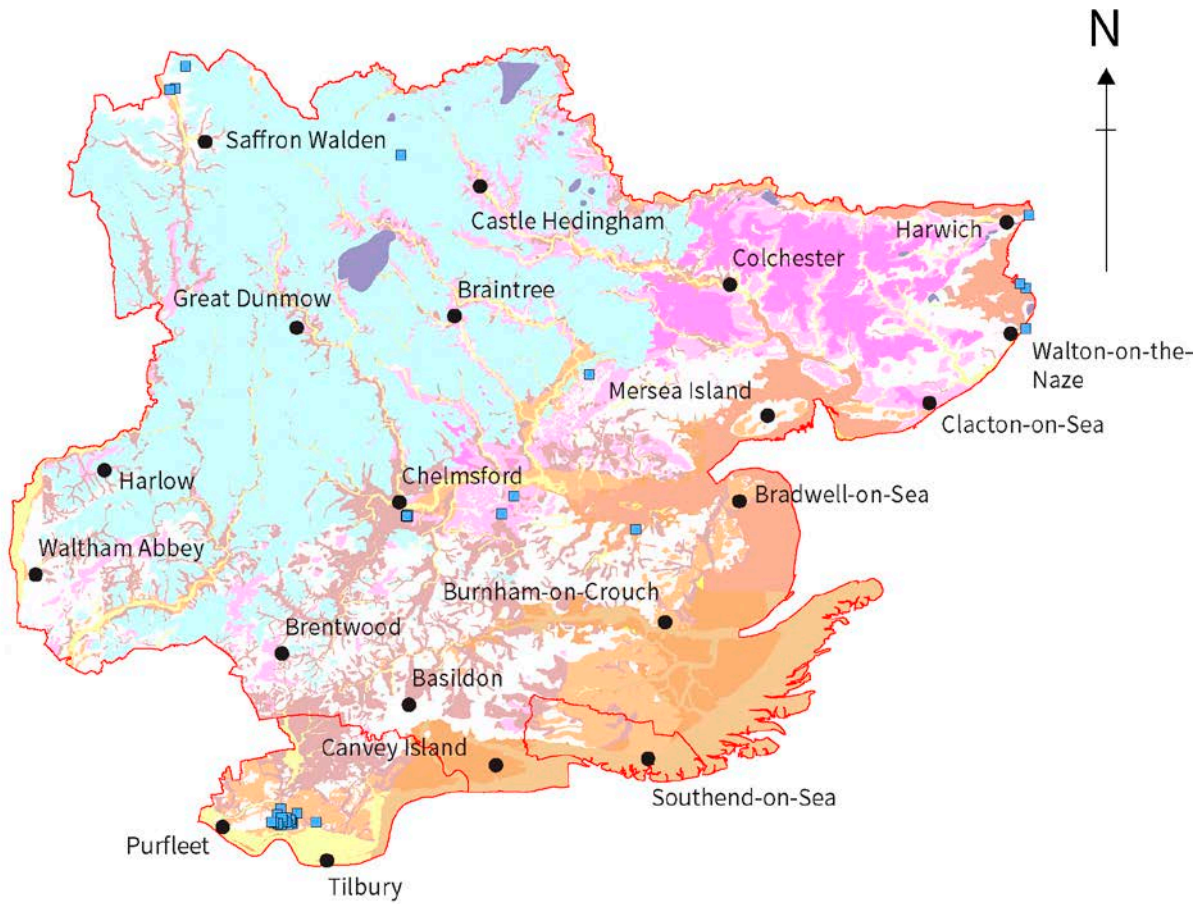 N
Saffron Walden
Castle Hedingham
Harwich
Colchester
Great Dunmow
Braintree
Walton-on-the-
Naze
Mersea Island
Clacton-on-Sea
Harlow
Chelmsford
Bradwell-on-Sea
Waltham Abbey
Burnham-on-Crouch
Brentwood
Basildon
Canvey Island
Southend-on-Sea
Purfleet
Tilbury